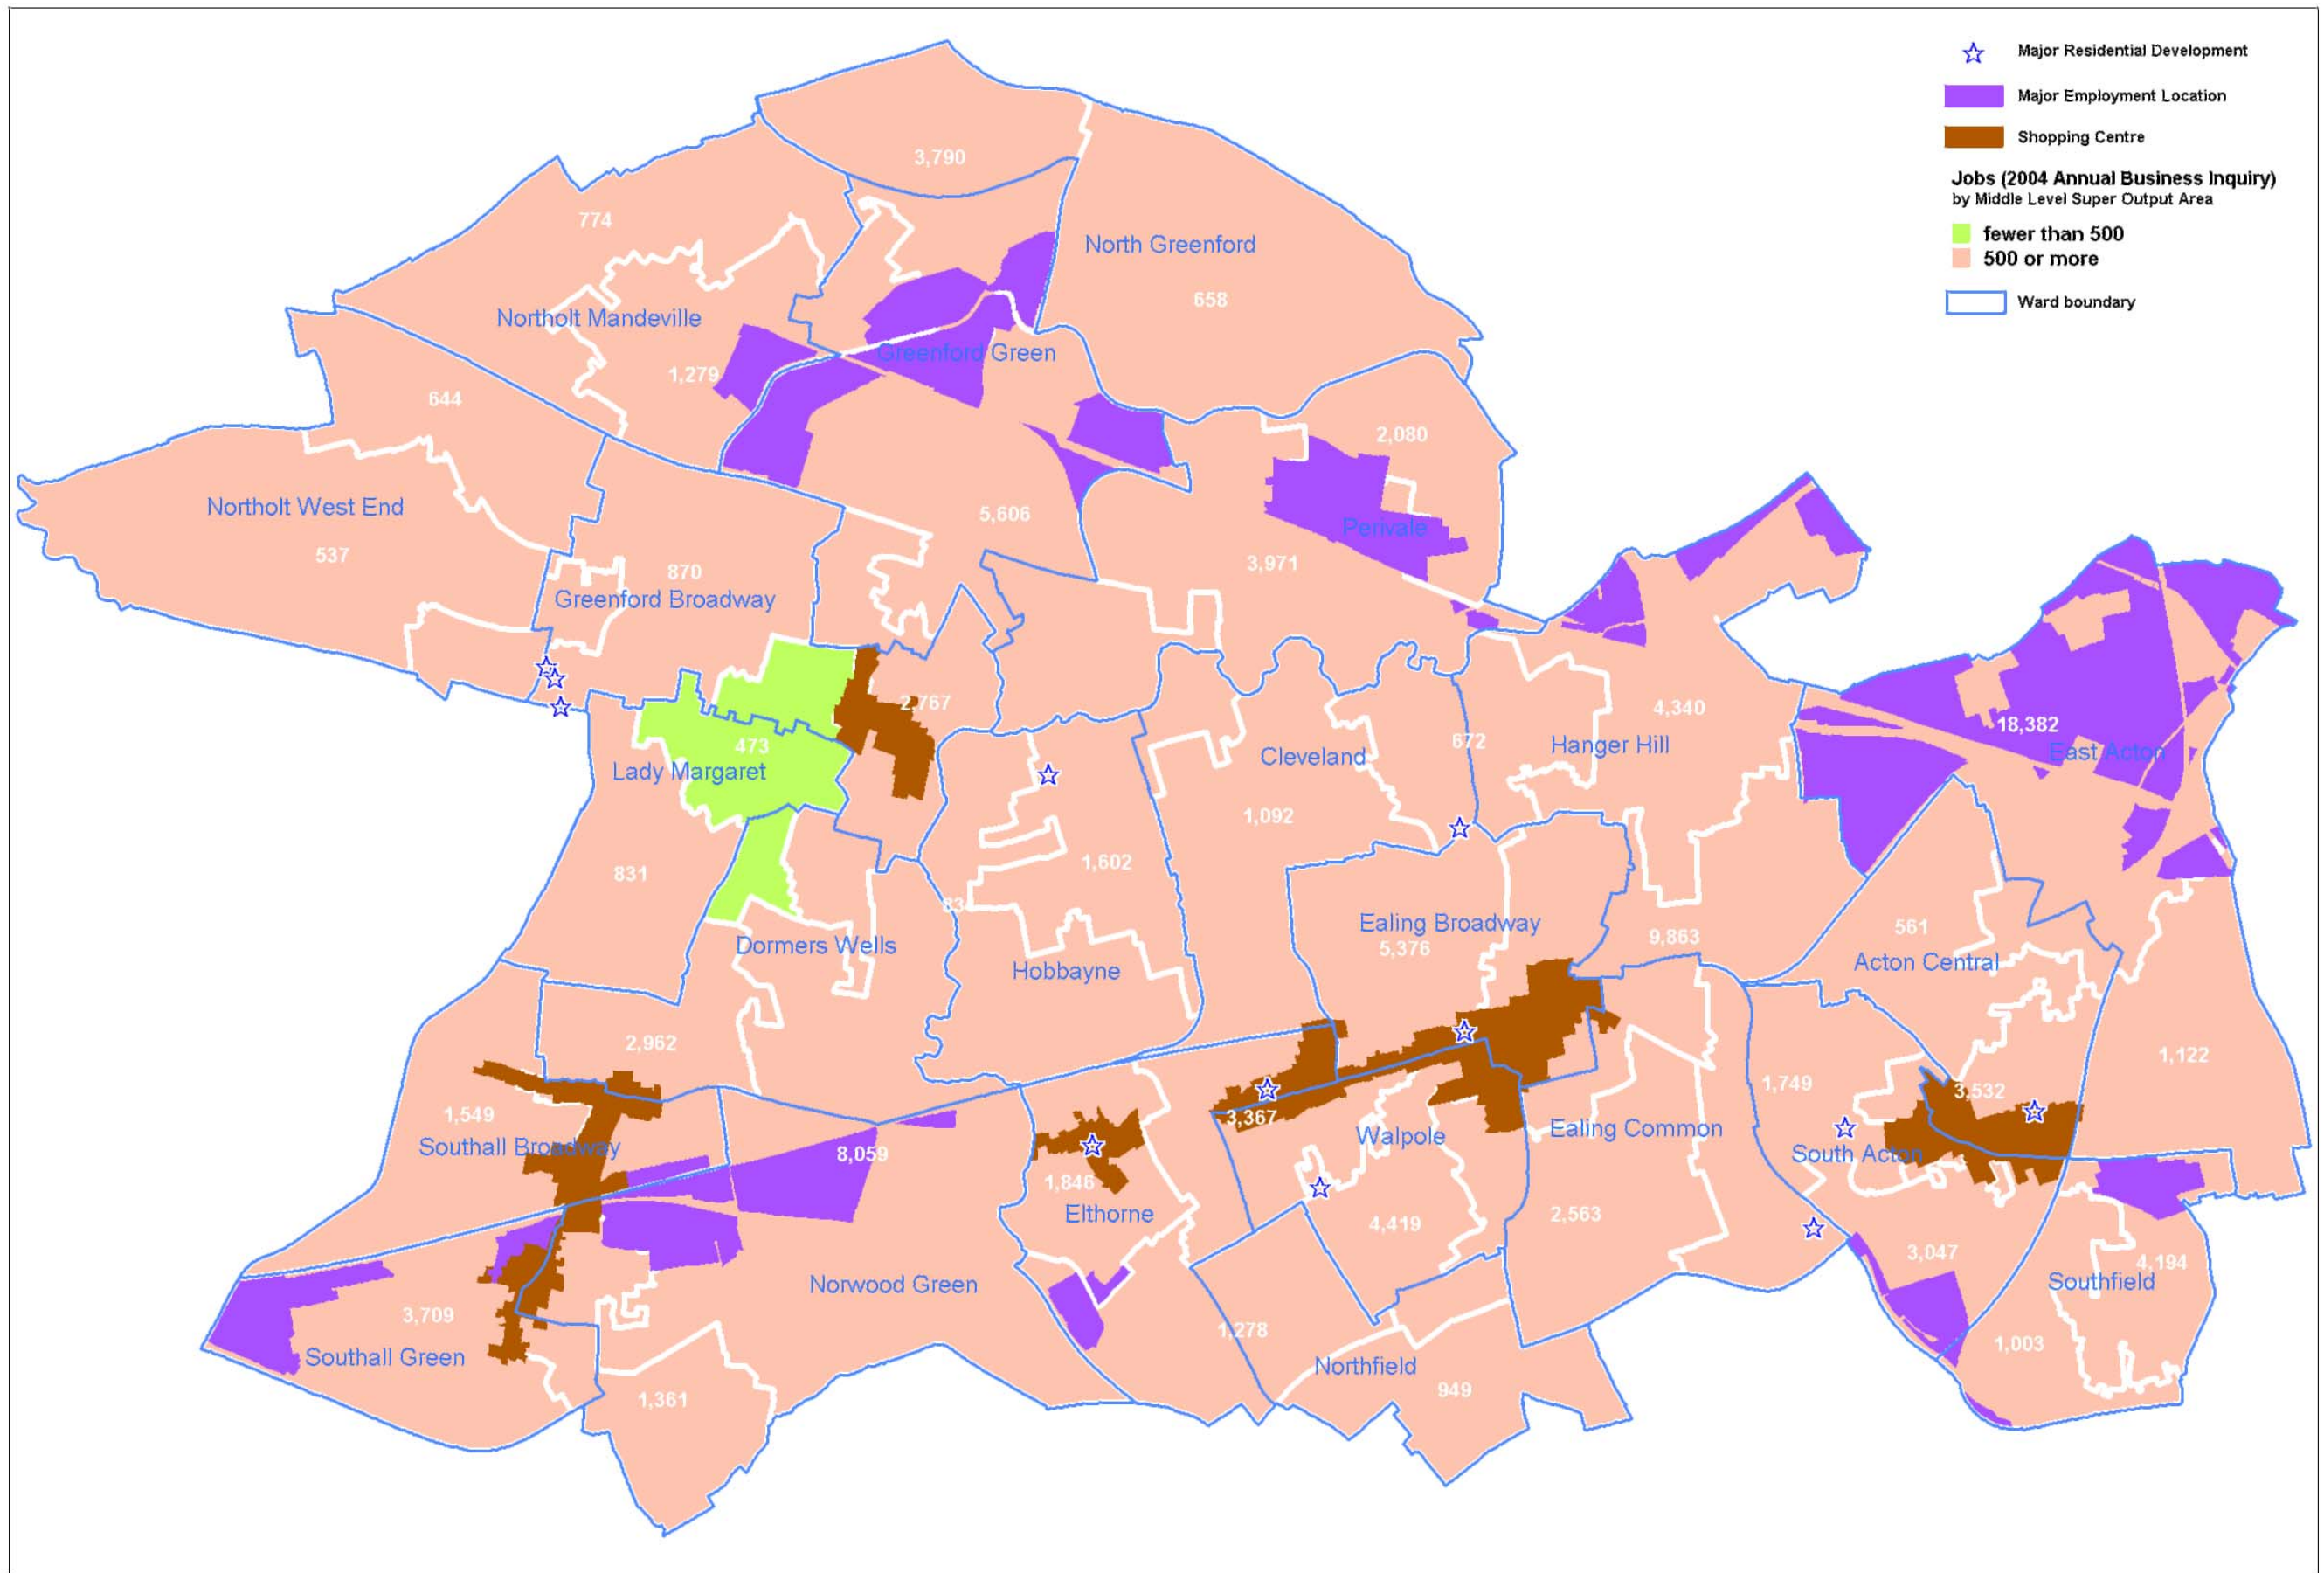 Major Residential Development
Major Employment Location
Shopping Centre
Jobs (2004 Annual Business Inquiry)
by Middle Level Super Output Area
fewer than 500
500 or more
Ward boundary
3,790
774
North Greenford
658
Northolt Mandeville
Greenford Green
1,279
644
2,080
Northolt West End
5,606
Perivale
537
870
3,971
Greenford Broadway
2,767
4,340
18,382
473
672
Hanger Hill
East Acton
Cleveland
Lady Margaret
1,092
1,602
831
Ealing Broadway
561
9,863
Dormers Wells
5,376
Acton Central
Hobbayne
2,962
1,122
1,749
3,532
1,549
3,367
Walpole
Ealing Common
Southall Broadway
8,059
South Acton
1,846
Elthorne
4,419
2,563
3,047
4,194
Norwood Green
Southfield
3,709
1,278
1,003
Southall Green
Northfield
949
1,361